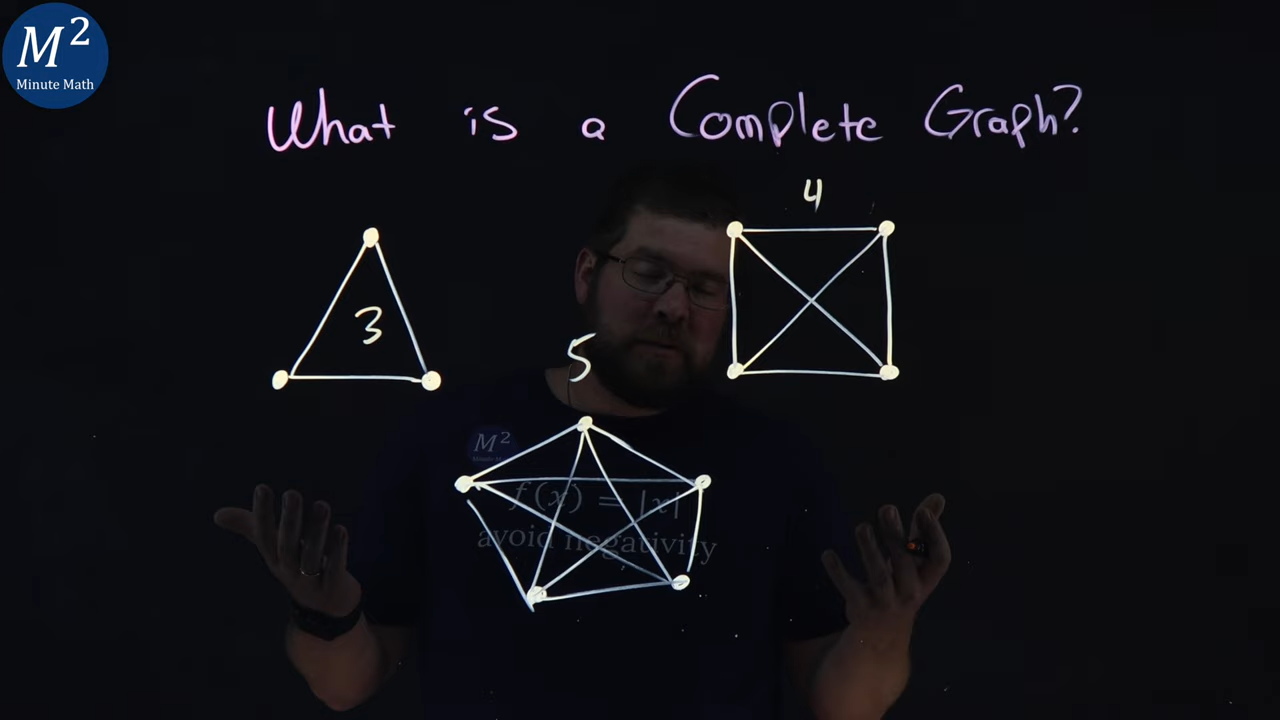 M²
Minute Math
What is a Complete Graph?
4
3
5
M²
f(x) = |x|
avoid negativity